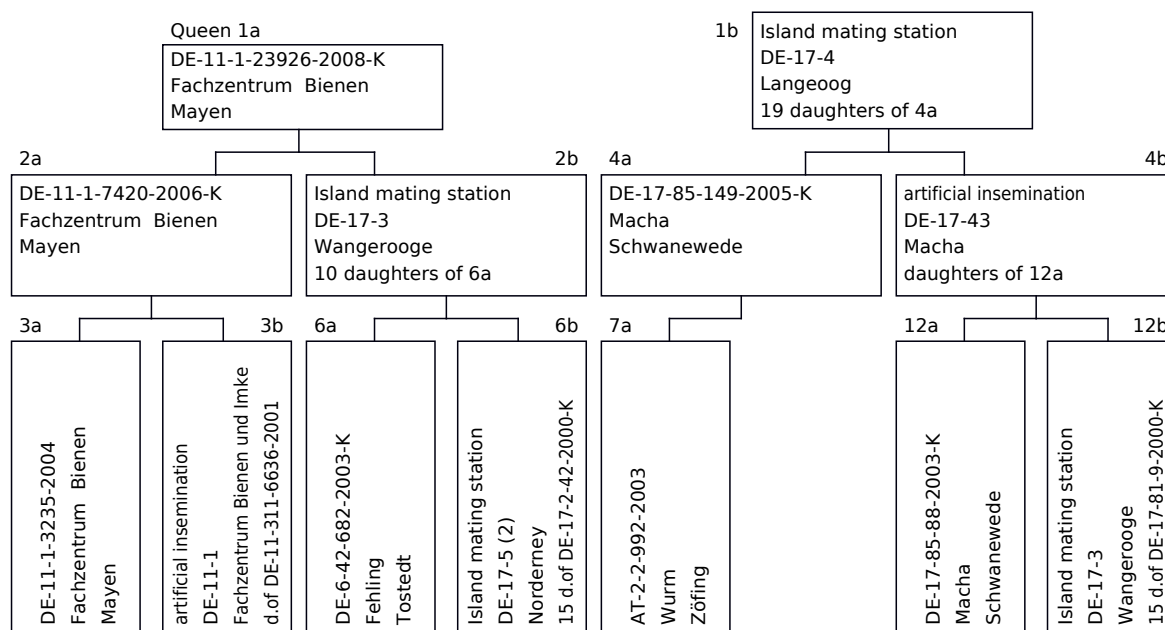 Queen 1a
DE-11-1-23926-2008-K
Fachzentrum Bienen
Mayen
1b
Island mating station
DE-17-4
Langeoog
19 daughters of 4a
2a
DE-11-1-7420-2006-K
Fachzentrum Bienen
Mayen
2b
Island mating station
DE-17-3
Wangerooge
10 daughters of 6a
4a
DE-17-85-149-2005-K
Macha
Schwanewede
4b
artificial insemination
DE-17-43
Macha
daughters of 12a
3a
DE-11-1-3235-2004
Fachzentrum Bienen
Mayen
3b
artificial insemination
DE-11-1
Fachzentrum Bienen und Imke
d.of DE-11-311-6636-2001
6a
DE-6-42-682-2003-K
Fehling
Tostedt
6b
Island mating station
DE-17-5 (2)
Norderney
15 d.of DE-17-2-42-2000-K
7a
AT-2-2-992-2003
Wurm
Zöfing
12a
DE-17-85-88-2003-K
Macha
Schwanewede
12b
Island mating station
DE-17-3
Wangerooge
15 d.of DE-17-81-9-2000-K